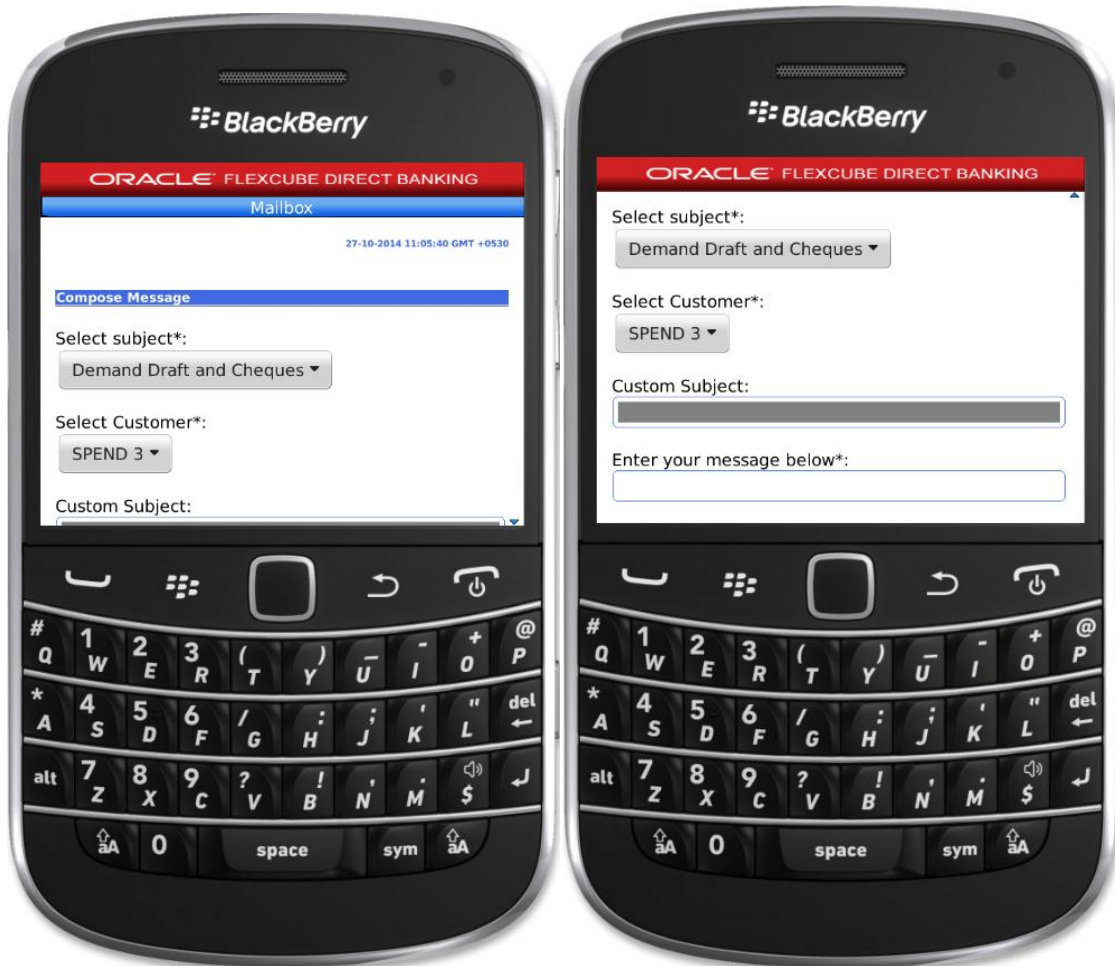 BlackBerry
ORACLE FLEXCUBE DIRECT BANKING
Mailbox
27-10-2014 11:05:40 GMT +0530
Compose Message
Select subject*:
Demand Draft and Cheques
Select Customer*:
SPEND 3
Custom Subject:
# 1 2 3 ( ) _ - + @
Q W E R T Y U I O P
* 4 5 6 / : ; ' " del
A S D F G H J K L
alt 7 8 9 ? ! , .
Z X C V B N M $
aA 0 space sym aA
BlackBerry
ORACLE FLEXCUBE DIRECT BANKING
Select subject*:
Demand Draft and Cheques
Select Customer*:
SPEND 3
Custom Subject:
Enter your message below*:
# 1 2 3 ( ) _ - + @
Q W E R T Y U I O P
* 4 5 6 / : ; ' " del
A S D F G H J K L
alt 7 8 9 ? ! , .
Z X C V B N M $
aA 0 space sym aA